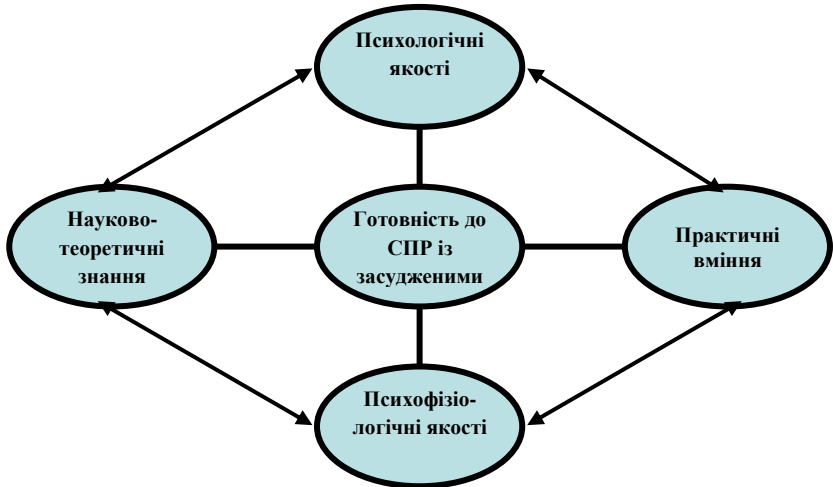 Психологічні
якості
Науково-
теоретичні
знання
Готовність до
СПР із
засудженими
Практичні
вміння
Психофізіо-
логічні якості